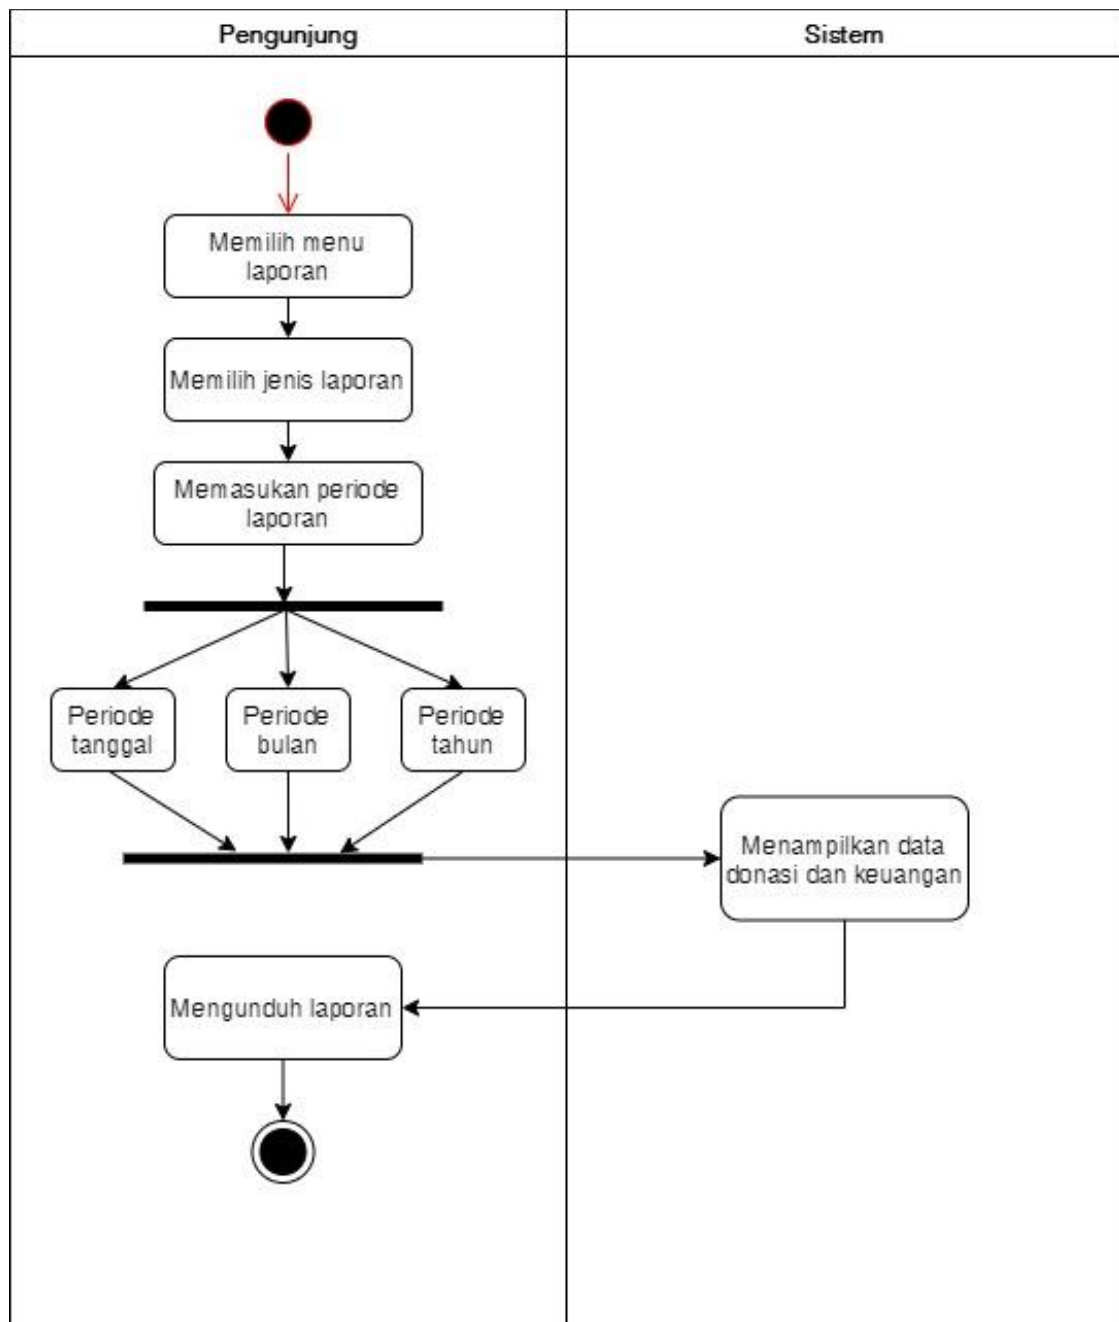 Pengunjung
Sistem
Memilih menu
laporan
Memilih jenis laporan
Memasukan periode
laporan
Periode
tanggal
Periode
bulan
Periode
tahun
Menampilkan data
donasi dan keuangan
Mengunduh laporan